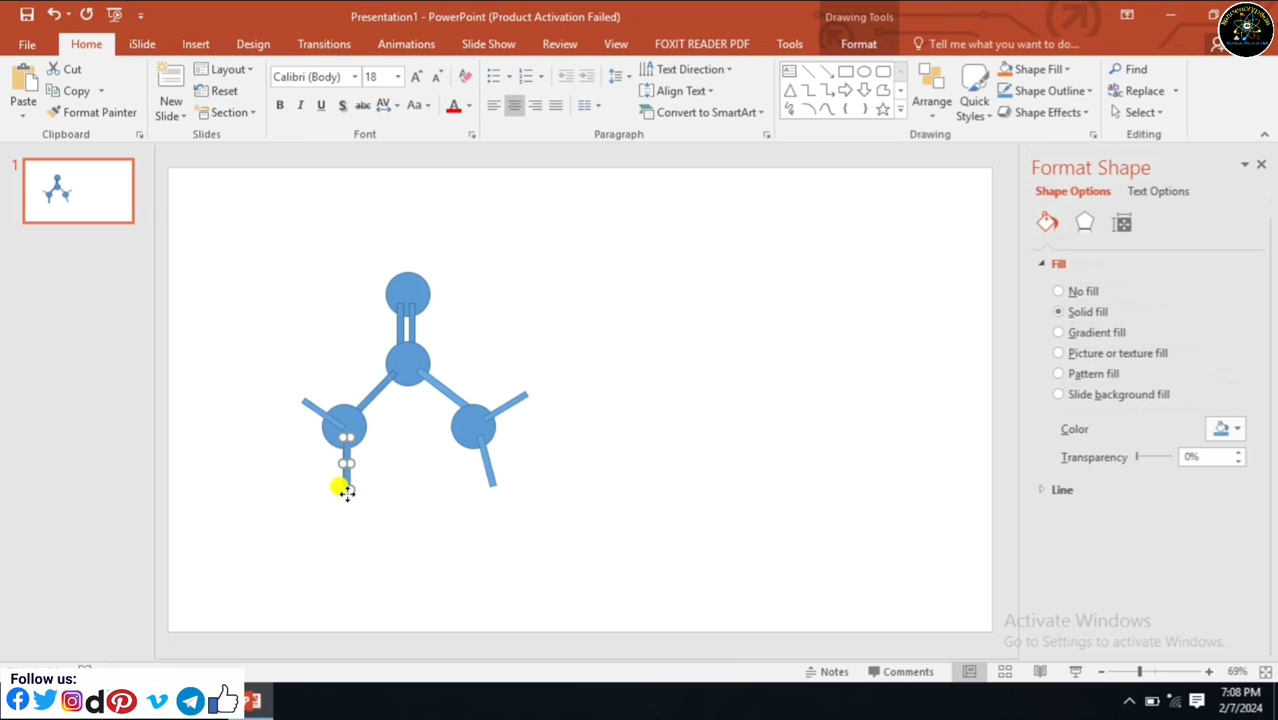 Presentation1 - PowerPoint (Product Activation Failed)
Drawing Tools
File Home iSlide Insert Design Transitions Animations Slide Show Review View FOXIT READER PDF Tools Format Tell me what you want to do...
Paste
Cut
Copy
Format Painter
Clipboard
New Slide
Layout
Reset
Section
Slides
Calibri (Body) 18
B I U S abc AV Aa A
Font
Text Direction
Align Text
Convert to SmartArt
Paragraph
Arrange
Quick Styles
Shape Fill
Shape Outline
Shape Effects
Drawing
Find
Replace
Select
Editing
1
Format Shape
Shape Options Text Options
Fill
No fill
Solid fill
Gradient fill
Picture or texture fill
Pattern fill
Slide background fill
Color
Transparency 0%
Line
Activate Windows
Go to Settings to activate Windows.
Notes Comments 69%
Follow us:
7:08 PM
2/7/2024